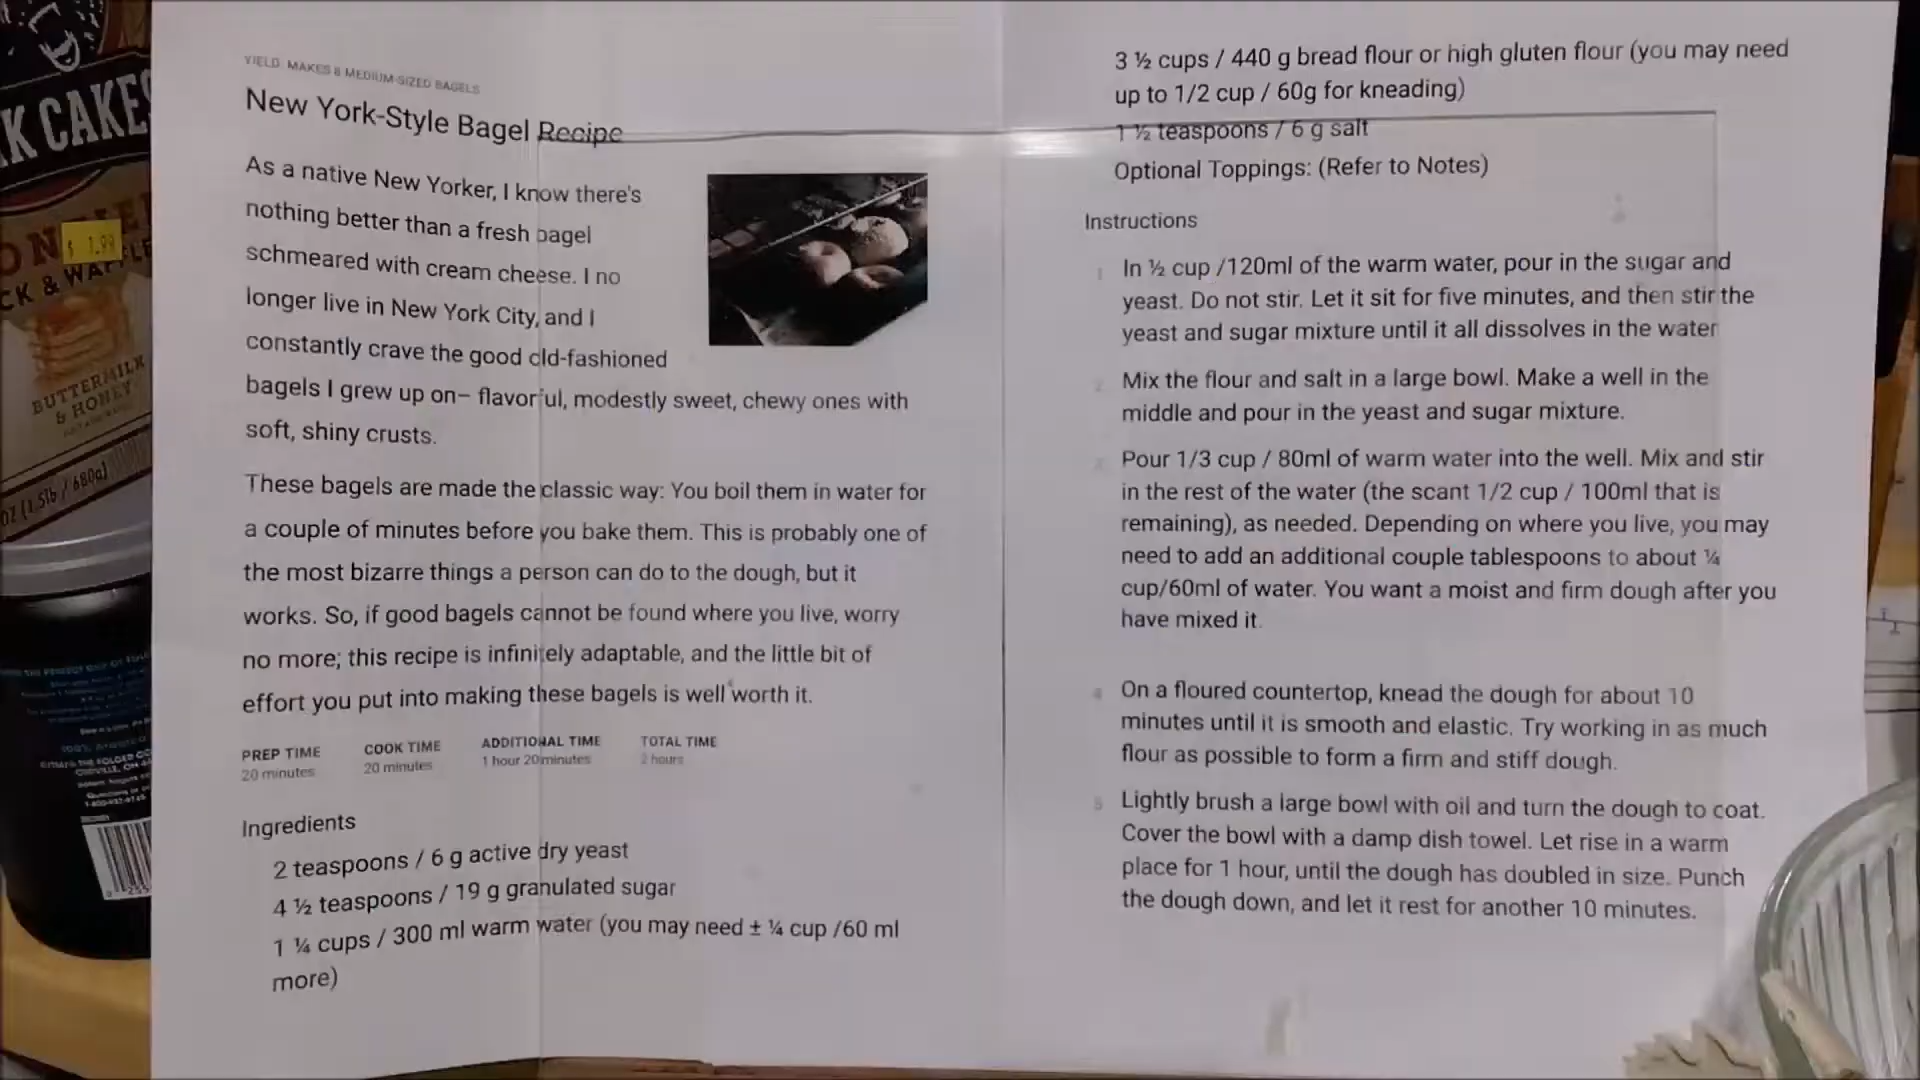 K CAKES
$ 1.99
CK & WAFFLE
BUTTERMILK
& HONEY
OZ (1.5lb / 680g)
YIELD: MAKES 8 MEDIUM-SIZED BAGELS
New York-Style Bagel Recipe
As a native New Yorker, I know there's
nothing better than a fresh bagel
schmeared with cream cheese. I no
longer live in New York City, and I
constantly crave the good old-fashioned
bagels I grew up on– flavorful, modestly sweet, chewy ones with
soft, shiny crusts.
These bagels are made the classic way: You boil them in water for
a couple of minutes before you bake them. This is probably one of
the most bizarre things a person can do to the dough, but it
works. So, if good bagels cannot be found where you live, worry
no more; this recipe is infinitely adaptable, and the little bit of
effort you put into making these bagels is well worth it.
PREP TIME COOK TIME ADDITIONAL TIME TOTAL TIME
20 minutes 20 minutes 1 hour 20 minutes 2 hours
Ingredients
2 teaspoons / 6 g active dry yeast
4 ½ teaspoons / 19 g granulated sugar
1 ¼ cups / 300 ml warm water (you may need ± ¼ cup /60 ml
more)
3 ½ cups / 440 g bread flour or high gluten flour (you may need
up to 1/2 cup / 60g for kneading)
1 ½ teaspoons / 6 g salt
Optional Toppings: (Refer to Notes)
Instructions
1 In ½ cup /120ml of the warm water, pour in the sugar and
yeast. Do not stir. Let it sit for five minutes, and then stir the
yeast and sugar mixture until it all dissolves in the water
2 Mix the flour and salt in a large bowl. Make a well in the
middle and pour in the yeast and sugar mixture.
3 Pour 1/3 cup / 80ml of warm water into the well. Mix and stir
in the rest of the water (the scant 1/2 cup / 100ml that is
remaining), as needed. Depending on where you live, you may
need to add an additional couple tablespoons to about ¼
cup/60ml of water. You want a moist and firm dough after you
have mixed it.
4 On a floured countertop, knead the dough for about 10
minutes until it is smooth and elastic. Try working in as much
flour as possible to form a firm and stiff dough.
5 Lightly brush a large bowl with oil and turn the dough to coat.
Cover the bowl with a damp dish towel. Let rise in a warm
place for 1 hour, until the dough has doubled in size. Punch
the dough down, and let it rest for another 10 minutes.